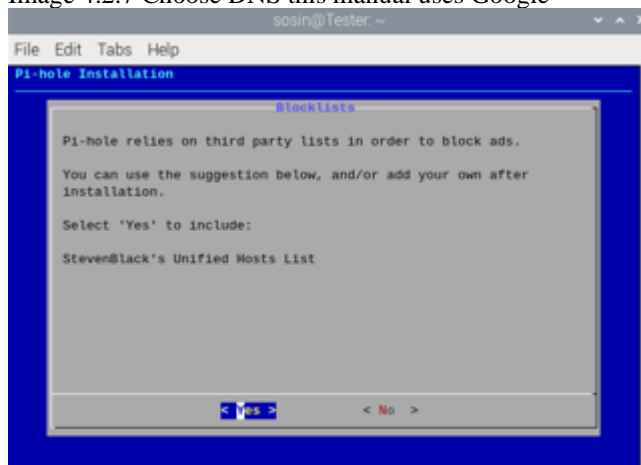 Image 4.2.7 Choose DNS this manual uses Google
sosin@Tester: ~
File Edit Tabs Help
Pi-hole Installation
Blocklists
Pi-hole relies on third party lists in order to block ads.
You can use the suggestion below, and/or add your own after
installation.
Select 'Yes' to include:
StevenBlack's Unified Hosts List
< Yes > < No >